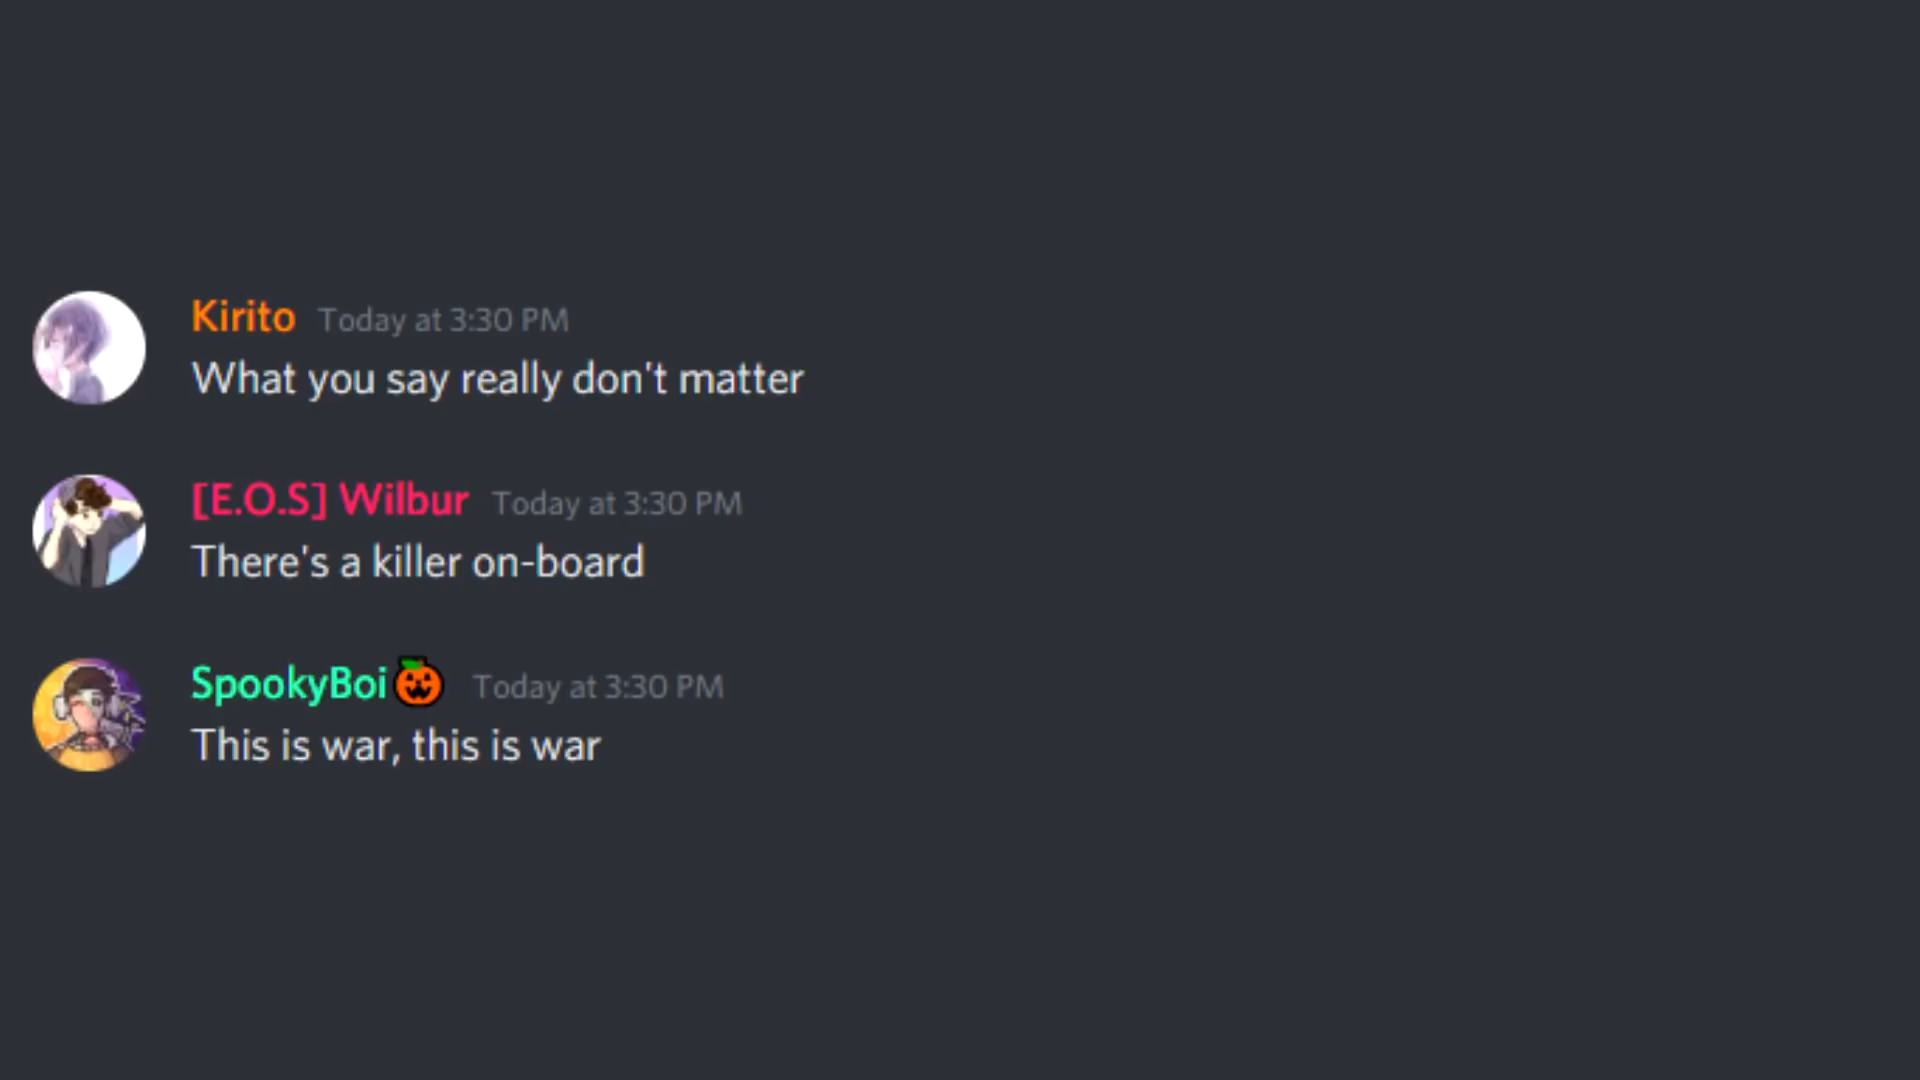 Kirito Today at 3:30 PM
What you say really don't matter
[E.O.S] Wilbur Today at 3:30 PM
There's a killer on-board
SpookyBoi🎃 Today at 3:30 PM
This is war, this is war